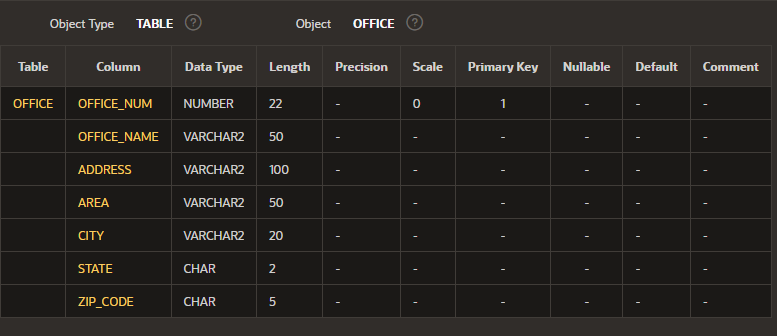 Object Type TABLE ? Object OFFICE ?
Table Column Data Type Length Precision Scale Primary Key Nullable Default Comment
OFFICE OFFICE_NUM NUMBER 22 - 0 1 - - -
OFFICE_NAME VARCHAR2 50 - - - - - -
ADDRESS VARCHAR2 100 - - - - - -
AREA VARCHAR2 50 - - - - - -
CITY VARCHAR2 20 - - - - - -
STATE CHAR 2 - - - - - -
ZIP_CODE CHAR 5 - - - - - -